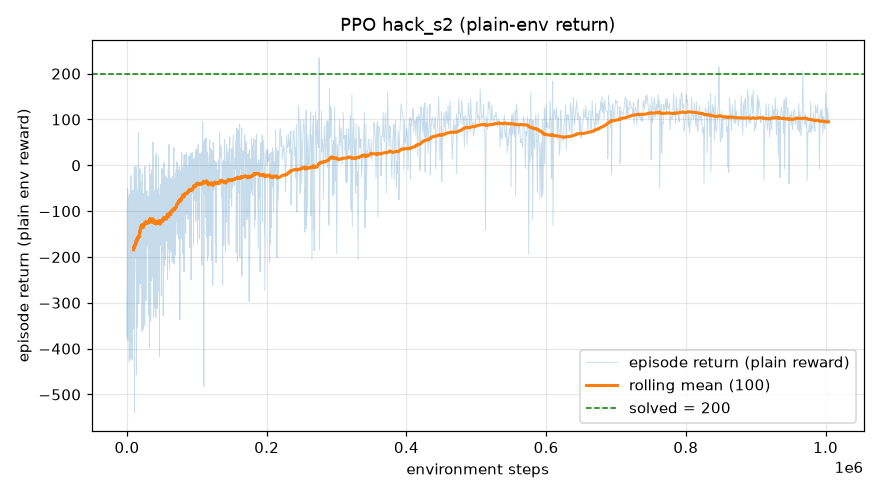 PPO hack_s2 (plain-env return)
episode return (plain env reward)
200
100
0
−100
−200
−300
−400
−500
episode return (plain reward)
rolling mean (100)
solved = 200
0.0 0.2 0.4 0.6 0.8 1.0
1e6
environment steps